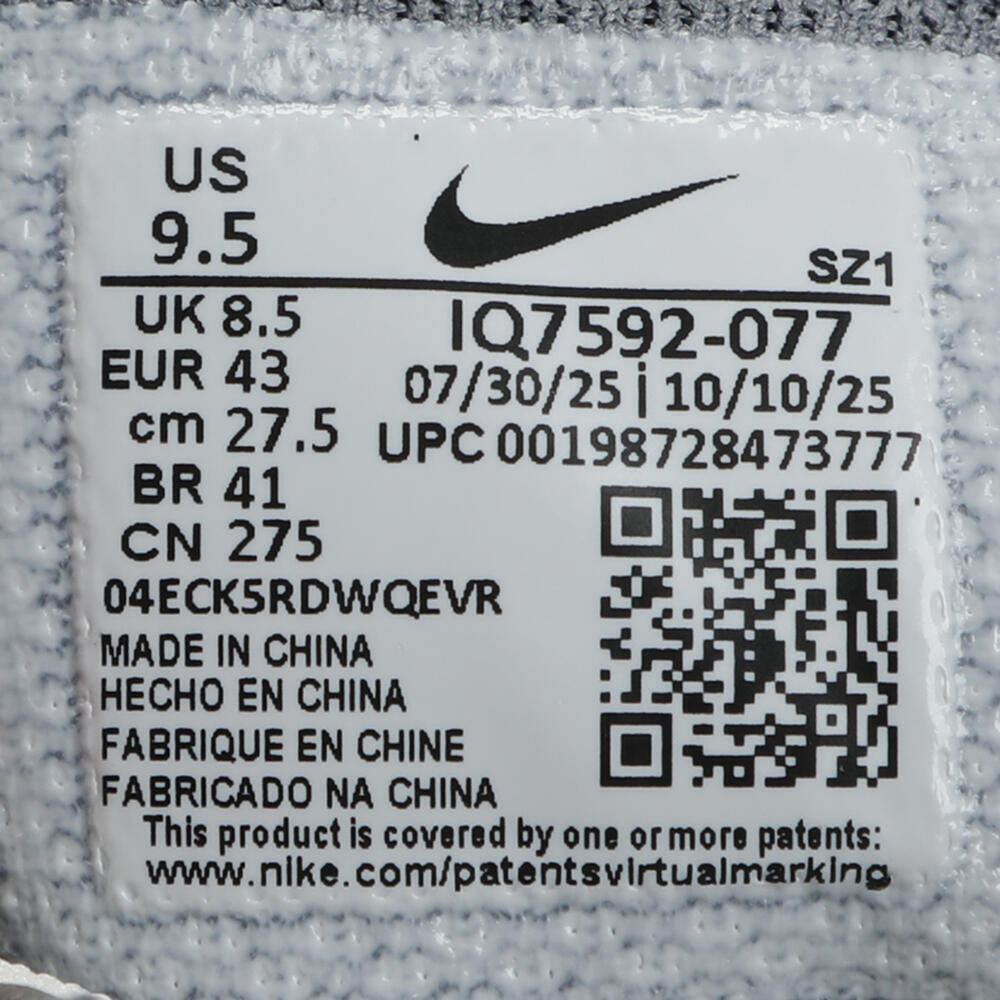 US
9.5
SZ1
UK 8.5
EUR 43
cm 27.5
BR 41
CN 275
IQ7592-077
07/30/25 | 10/10/25
UPC 00198728473777
04ECK5RDWQEVR
MADE IN CHINA
HECHO EN CHINA
FABRIQUE EN CHINE
FABRICADO NA CHINA
This product is covered by one or more patents:
www.nike.com/patentsvirtualmarking